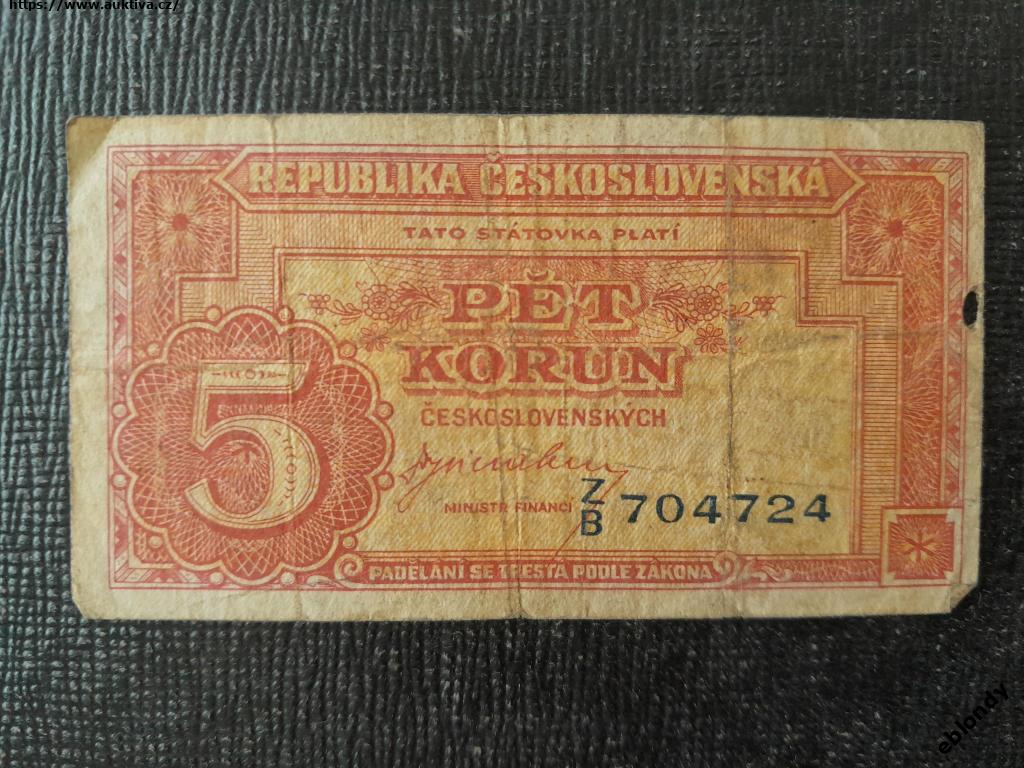 https://www.auktiva.cz/
REPUBLIKA ČESKOSLOVENSKÁ
TATO STÁTOVKA PLATÍ
PĚT
KORUN
ČESKOSLOVENSKÝCH
5
MINISTR FINANCÍ
Z
B 704724
PADĚLÁNÍ SE TRESTÁ PODLE ZÁKONA
eblondy